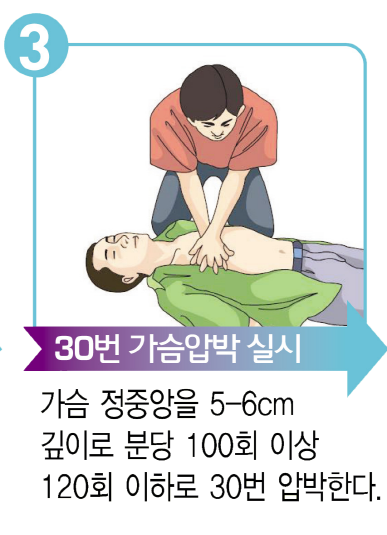 3
30번 가슴압박 실시
가슴 정중앙을 5-6cm
깊이로 분당 100회 이상
120회 이하로 30번 압박한다.